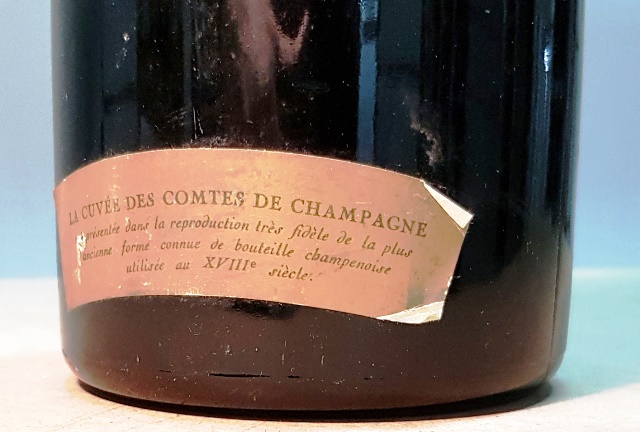 LA CUVÉE DES COMTES DE CHAMPAGNE
présentée dans la reproduction très fidèle de la plus
ancienne forme connue de bouteille champenoise
utilisée au XVIIIe siècle.